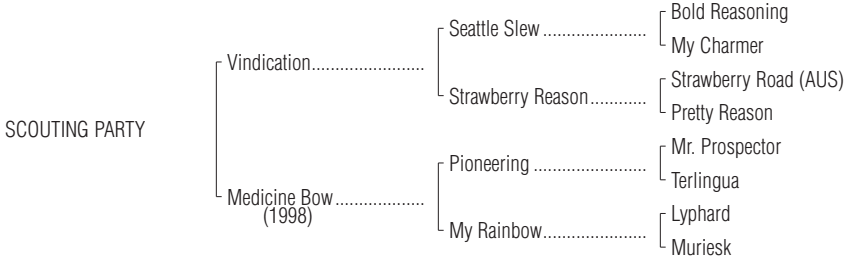 Bold Reasoning
Seattle Slew ......................
My Charmer
Vindication........................
Strawberry Road (AUS)
Strawberry Reason............
Pretty Reason
SCOUTING PARTY
Mr. Prospector
Pioneering ........................
Terlingua
Medicine Bow...................
(1998)
Lyphard
My Rainbow......................
Muriesk